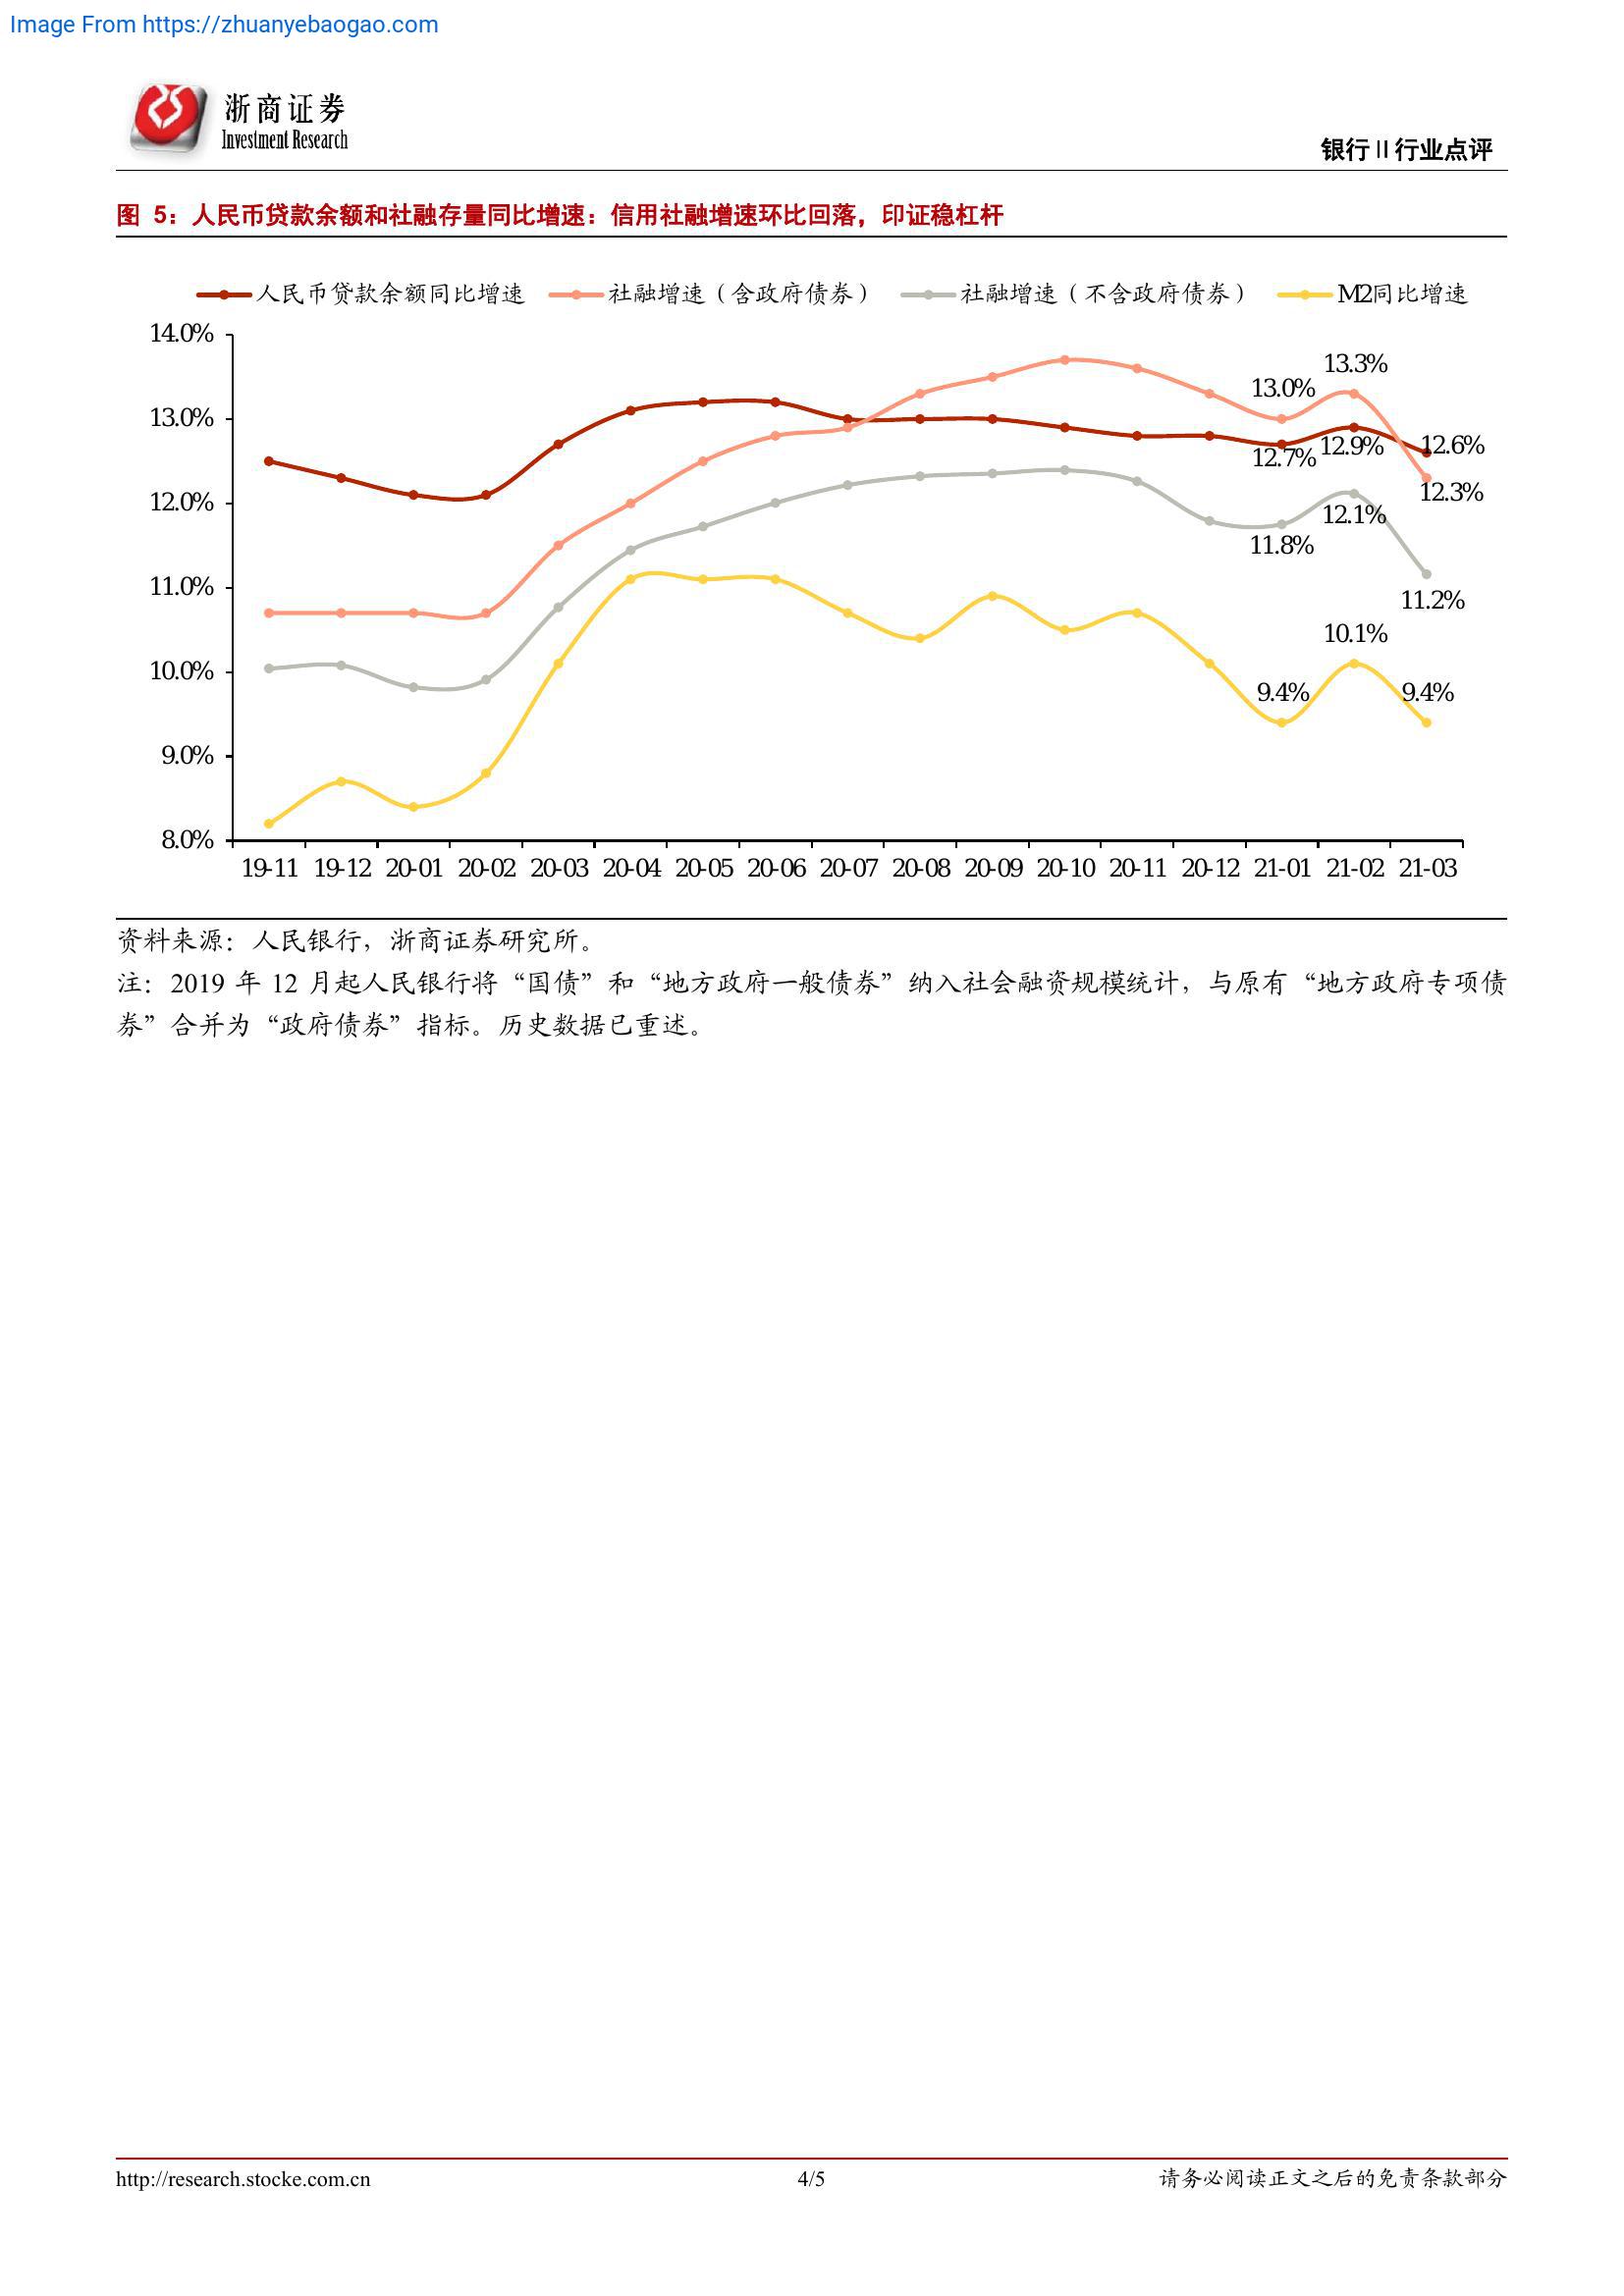 Image From https://zhuanyebaogao.com
浙商证券
Investment Research
银行Ⅱ行业点评
图 5：人民币贷款余额和社融存量同比增速：信用社融增速环比回落，印证稳杠杆
人民币贷款余额同比增速 社融增速（含政府债券） 社融增速（不含政府债券） M2同比增速
14.0%
13.0%
12.0%
11.0%
10.0%
9.0%
8.0%
13.0%
13.3%
12.7%
12.9%
12.6%
12.3%
11.8%
12.1%
11.2%
9.4%
10.1%
9.4%
19-11 19-12 20-01 20-02 20-03 20-04 20-05 20-06 20-07 20-08 20-09 20-10 20-11 20-12 21-01 21-02 21-03
资料来源：人民银行，浙商证券研究所。
注：2019 年 12 月起人民银行将“国债”和“地方政府一般债券”纳入社会融资规模统计，与原有“地方政府专项债
券”合并为“政府债券”指标。历史数据已重述。
http://research.stocke.com.cn 4/5 请务必阅读正文之后的免责条款部分